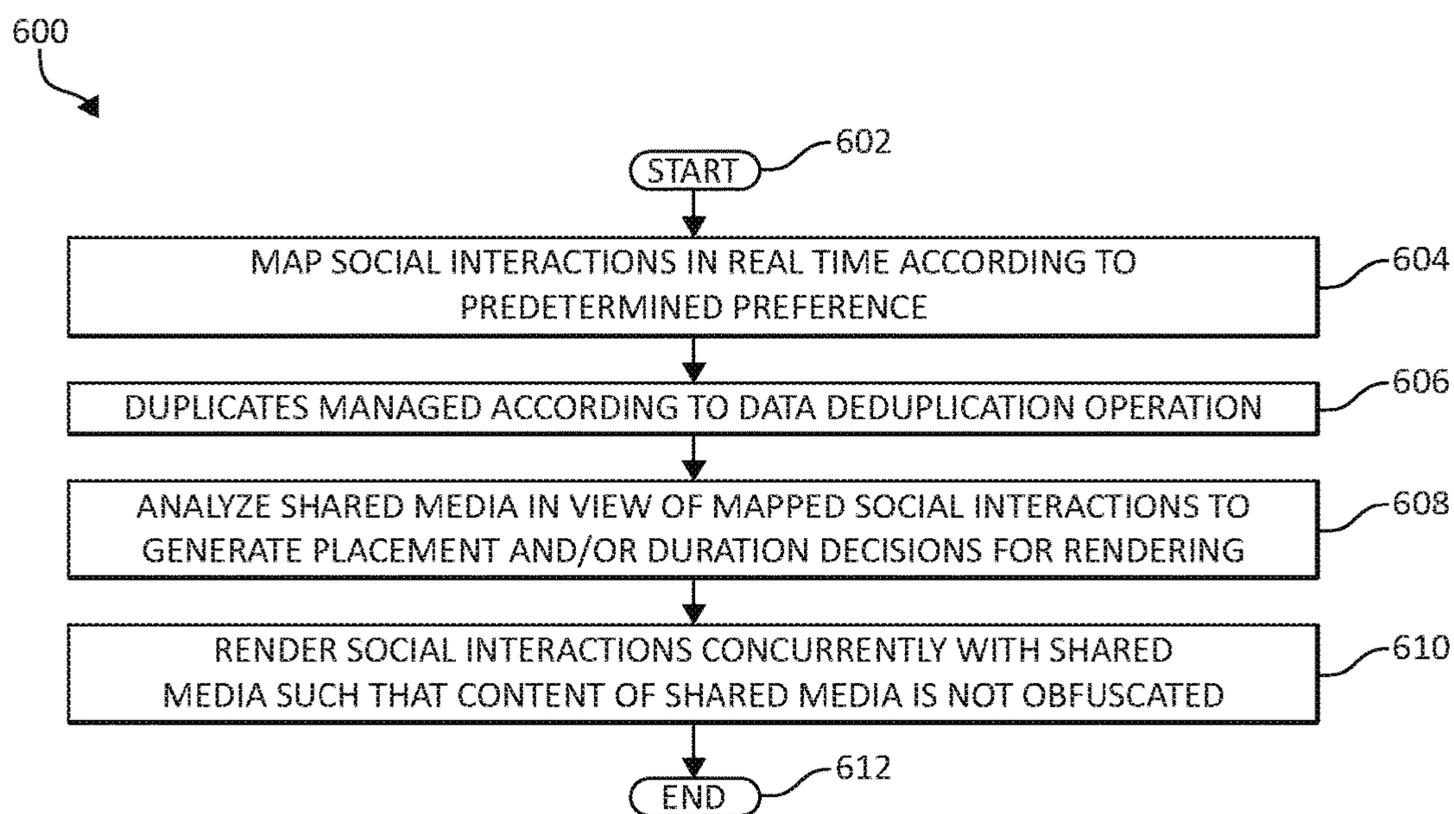 600
START
602
MAP SOCIAL INTERACTIONS IN REAL TIME ACCORDING TO
PREDETERMINED PREFERENCE
604
DUPLICATES MANAGED ACCORDING TO DATA DEDUPLICATION OPERATION
606
ANALYZE SHARED MEDIA IN VIEW OF MAPPED SOCIAL INTERACTIONS TO
GENERATE PLACEMENT AND/OR DURATION DECISIONS FOR RENDERING
608
RENDER SOCIAL INTERACTIONS CONCURRENTLY WITH SHARED
MEDIA SUCH THAT CONTENT OF SHARED MEDIA IS NOT OBFUSCATED
610
END
612